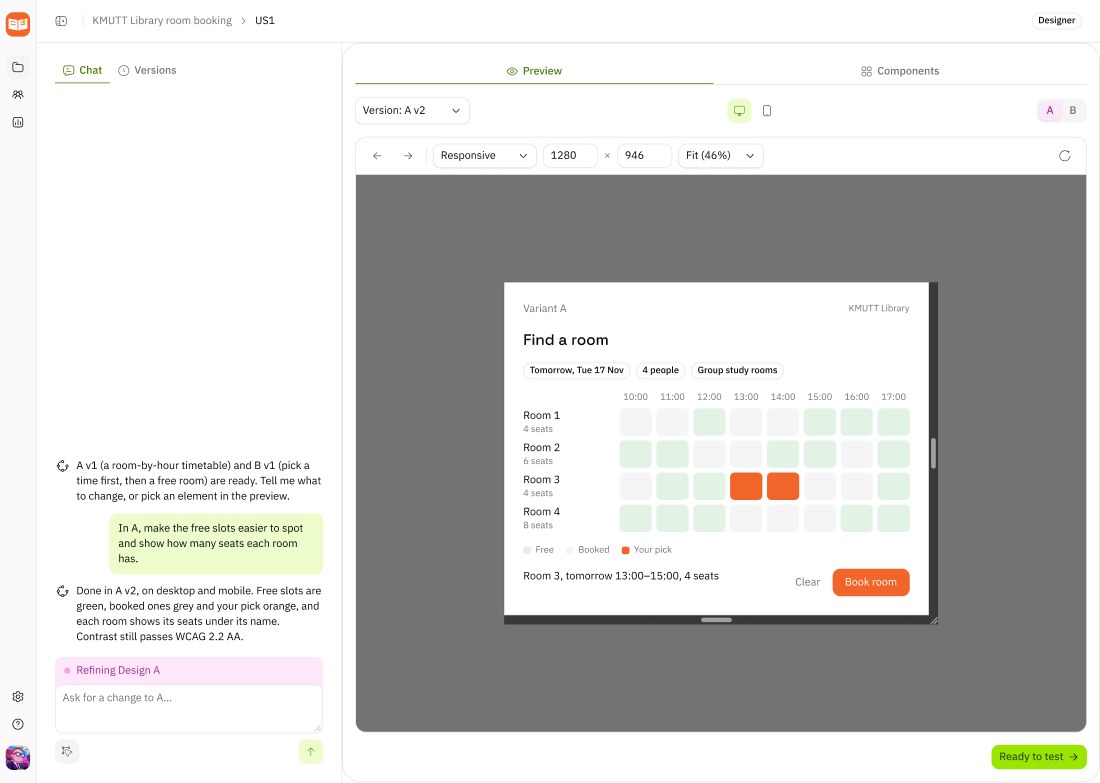 KMUTT Library room booking > US1
Designer
Chat
Versions
Preview
Components
Version: A v2
A
B
Responsive
1280
×
946
Fit (46%)
Variant A
KMUTT Library
Find a room
Tomorrow, Tue 17 Nov
4 people
Group study rooms
10:00 11:00 12:00 13:00 14:00 15:00 16:00 17:00
Room 1
4 seats
Room 2
6 seats
Room 3
4 seats
Room 4
8 seats
Free
Booked
Your pick
Room 3, tomorrow 13:00–15:00, 4 seats
Clear
Book room
A v1 (a room-by-hour timetable) and B v1 (pick a
time first, then a free room) are ready. Tell me what
to change, or pick an element in the preview.
In A, make the free slots easier to spot
and show how many seats each room
has.
Done in A v2, on desktop and mobile. Free slots are
green, booked ones grey and your pick orange, and
each room shows its seats under its name.
Contrast still passes WCAG 2.2 AA.
Refining Design A
Ask for a change to A...
Ready to test